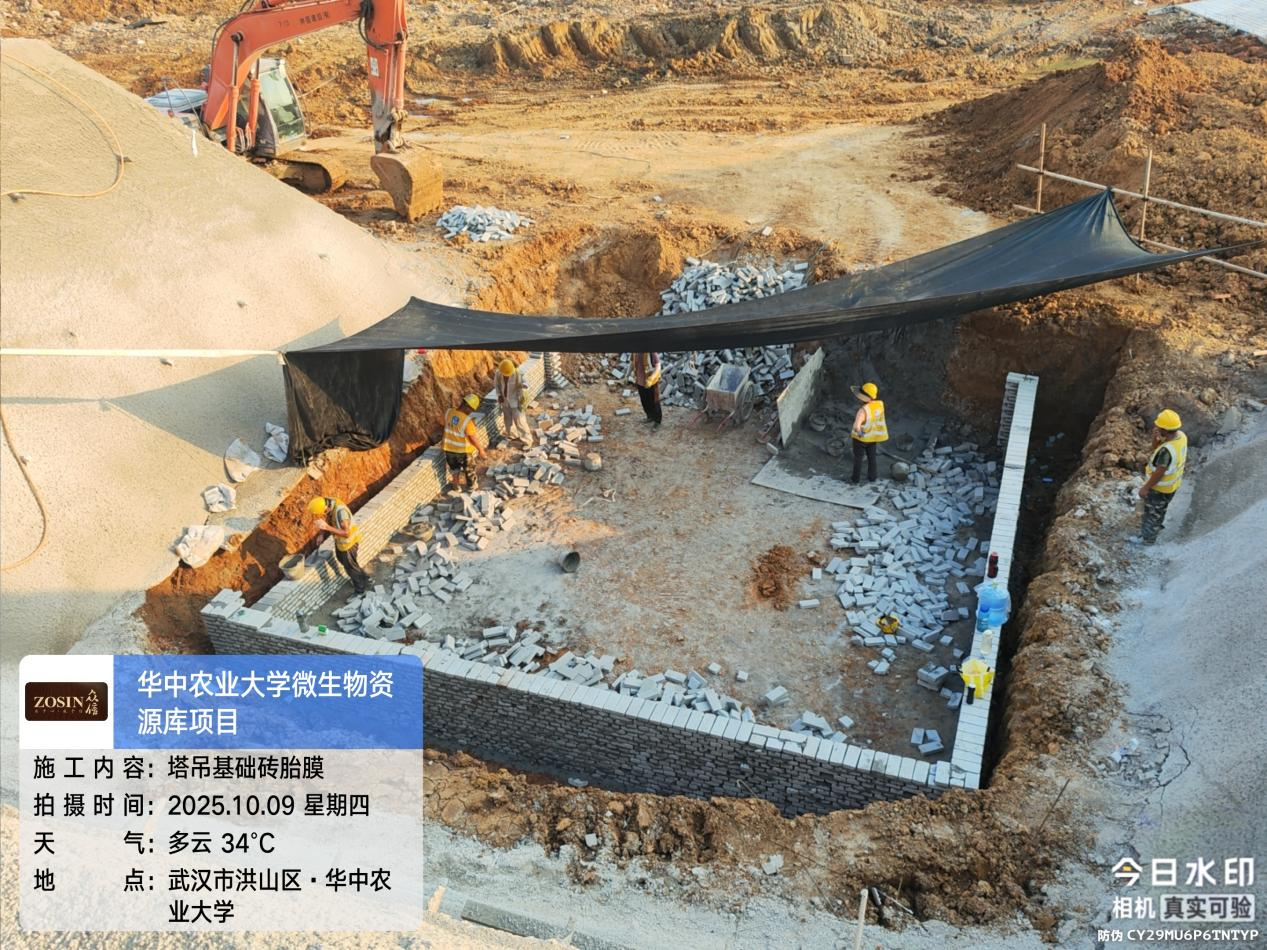 ZOSIN 众信
华中农业大学微生物资
源库项目
施工内容：塔吊基础砖胎膜
拍摄时间：2025.10.09 星期四
天气：多云 34°C
地点：武汉市洪山区·华中农
业大学
今日水印
相机 真实可验
防伪 CY29MU6P6TNTYP